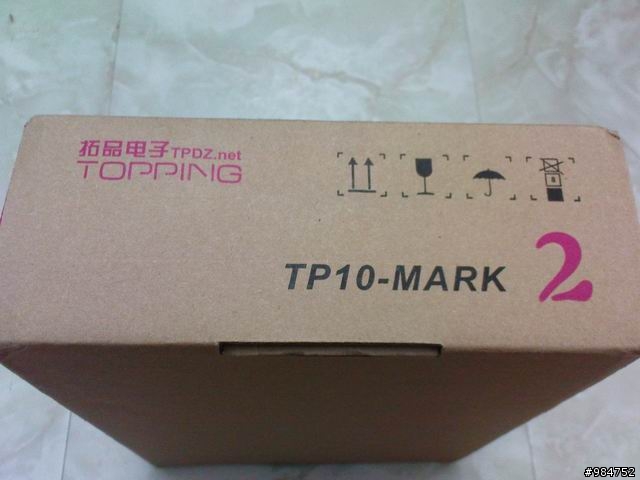 拓品电子TPDZ.net
TOPPING
TP10-MARK 2
#984752